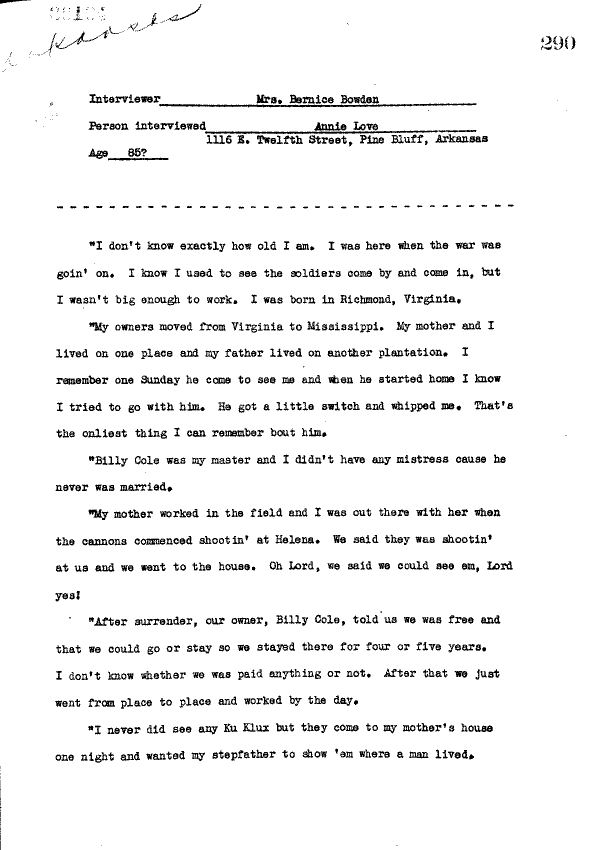 290
Interviewer Mrs. Bernice Bowden
Person interviewed Annie Love
1116 E. Twelfth Street, Pine Bluff, Arkansas
Age 85?
"I don't know exactly how old I am. I was here when the war was
goin' on. I know I used to see the soldiers come by and come in, but
I wasn't big enough to work. I was born in Richmond, Virginia.
"My owners moved from Virginia to Mississippi. My mother and I
lived on one place and my father lived on another plantation. I
remember one Sunday he come to see me and when he started home I know
I tried to go with him. He got a little switch and whipped me. That's
the onliest thing I can remember bout him.
"Billy Cole was my master and I didn't have any mistress cause he
never was married.
"My mother worked in the field and I was out there with her when
the cannons commenced shootin' at Helena. We said they was shootin'
at us and we went to the house. Oh Lord, we said we could see em, Lord
yes!
"After surrender, our owner, Billy Cole, told us we was free and
that we could go or stay so we stayed there for four or five years.
I don't know whether we was paid anything or not. After that we just
went from place to place and worked by the day.
"I never did see any Ku Klux but they come to my mother's house
one night and wanted my stepfather to show 'em where a man lived.